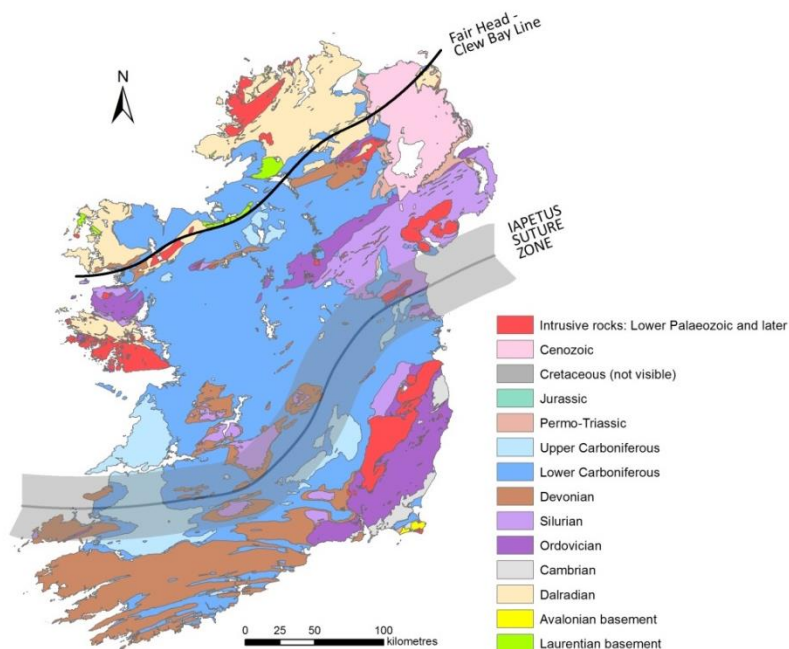 Fair Head -
Clew Bay Line
N
IAPETUS
SUTURE
ZONE
Intrusive rocks: Lower Palaeozoic and later
Cenozoic
Cretaceous (not visible)
Jurassic
Permo-Triassic
Upper Carboniferous
Lower Carboniferous
Devonian
Silurian
Ordovician
Cambrian
Dalradian
Avalonian basement
Laurentian basement
0 25 50 100
kilometres